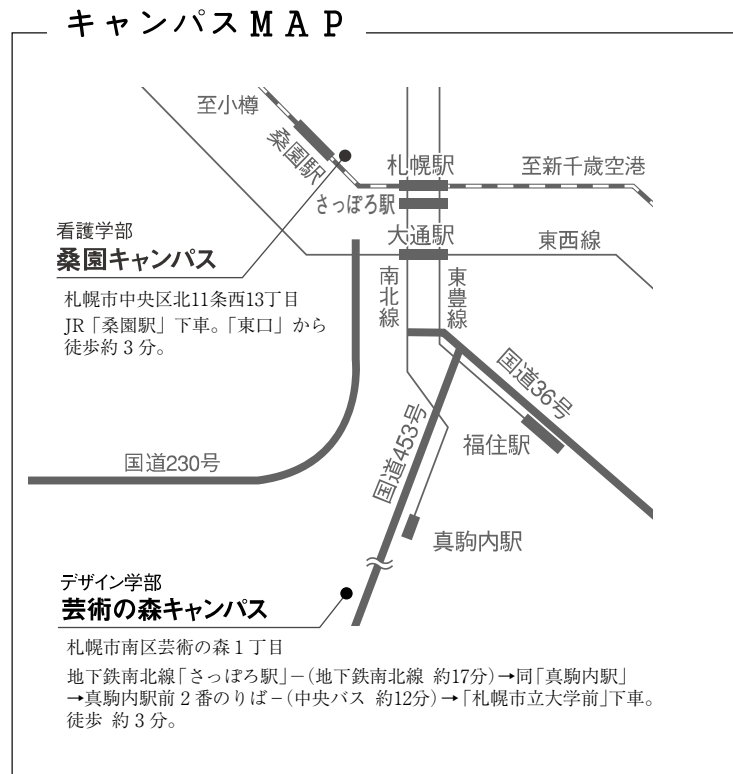 キャンパスMAP
至小樽
桑園駅
札幌駅
至新千歳空港
さっぽろ駅
看護学部
桑園キャンパス
大通駅
東西線
南北線
東豊線
札幌市中央区北11条西13丁目
JR「桑園駅」下車。「東口」から
徒歩約3分。
国道36号
国道453号
福住駅
国道230号
真駒内駅
デザイン学部
芸術の森キャンパス
札幌市南区芸術の森1丁目
地下鉄南北線「さっぽろ駅」−(地下鉄南北線 約17分)→同「真駒内駅」
→真駒内駅前2番のりば−(中央バス 約12分)→「札幌市立大学前」下車。
徒歩 約3分。